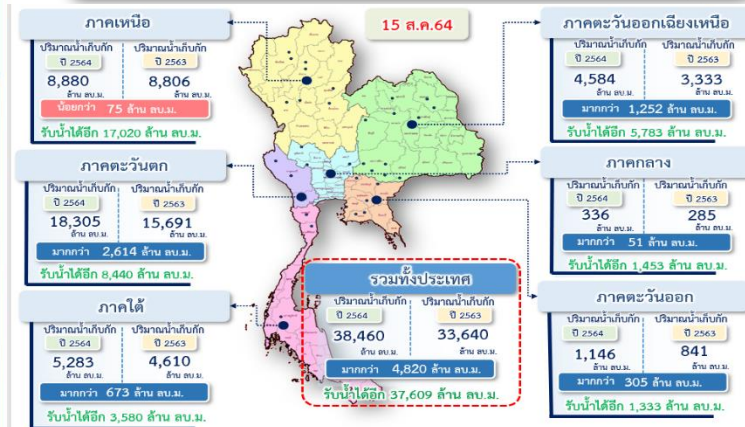 15 ส.ค.64
ภาคเหนือ
ปริมาณน้ำเก็บกัก ปริมาณน้ำเก็บกัก
ปี 2564 ปี 2563
8,880 8,806
ล้าน ลบ.ม. ล้าน ลบ.ม.
น้อยกว่า 75 ล้าน ลบ.ม.
รับน้ำได้อีก 17,020 ล้าน ลบ.ม.
ภาคตะวันตก
ปริมาณน้ำเก็บกัก ปริมาณน้ำเก็บกัก
ปี 2564 ปี 2563
18,305 15,691
ล้าน ลบ.ม. ล้าน ลบ.ม.
มากกว่า 2,614 ล้าน ลบ.ม.
รับน้ำได้อีก 8,440 ล้าน ลบ.ม.
ภาคใต้
ปริมาณน้ำเก็บกัก ปริมาณน้ำเก็บกัก
ปี 2564 ปี 2563
5,283 4,610
ล้าน ลบ.ม. ล้าน ลบ.ม.
มากกว่า 673 ล้าน ลบ.ม.
รับน้ำได้อีก 3,580 ล้าน ลบ.ม.
รวมทั้งประเทศ
ปริมาณน้ำเก็บกัก ปริมาณน้ำเก็บกัก
ปี 2564 ปี 2563
38,460 33,640
ล้าน ลบ.ม. ล้าน ลบ.ม.
มากกว่า 4,820 ล้าน ลบ.ม.
รับน้ำได้อีก 37,609 ล้าน ลบ.ม.
ภาคตะวันออกเฉียงเหนือ
ปริมาณน้ำเก็บกัก ปริมาณน้ำเก็บกัก
ปี 2564 ปี 2563
4,584 3,333
ล้าน ลบ.ม. ล้าน ลบ.ม.
มากกว่า 1,252 ล้าน ลบ.ม.
รับน้ำได้อีก 5,783 ล้าน ลบ.ม.
ภาคกลาง
ปริมาณน้ำเก็บกัก ปริมาณน้ำเก็บกัก
ปี 2564 ปี 2563
336 285
ล้าน ลบ.ม. ล้าน ลบ.ม.
มากกว่า 51 ล้าน ลบ.ม.
รับน้ำได้อีก 1,453 ล้าน ลบ.ม.
ภาคตะวันออก
ปริมาณน้ำเก็บกัก ปริมาณน้ำเก็บกัก
ปี 2564 ปี 2563
1,146 841
ล้าน ลบ.ม. ล้าน ลบ.ม.
มากกว่า 305 ล้าน ลบ.ม.
รับน้ำได้อีก 1,333 ล้าน ลบ.ม.